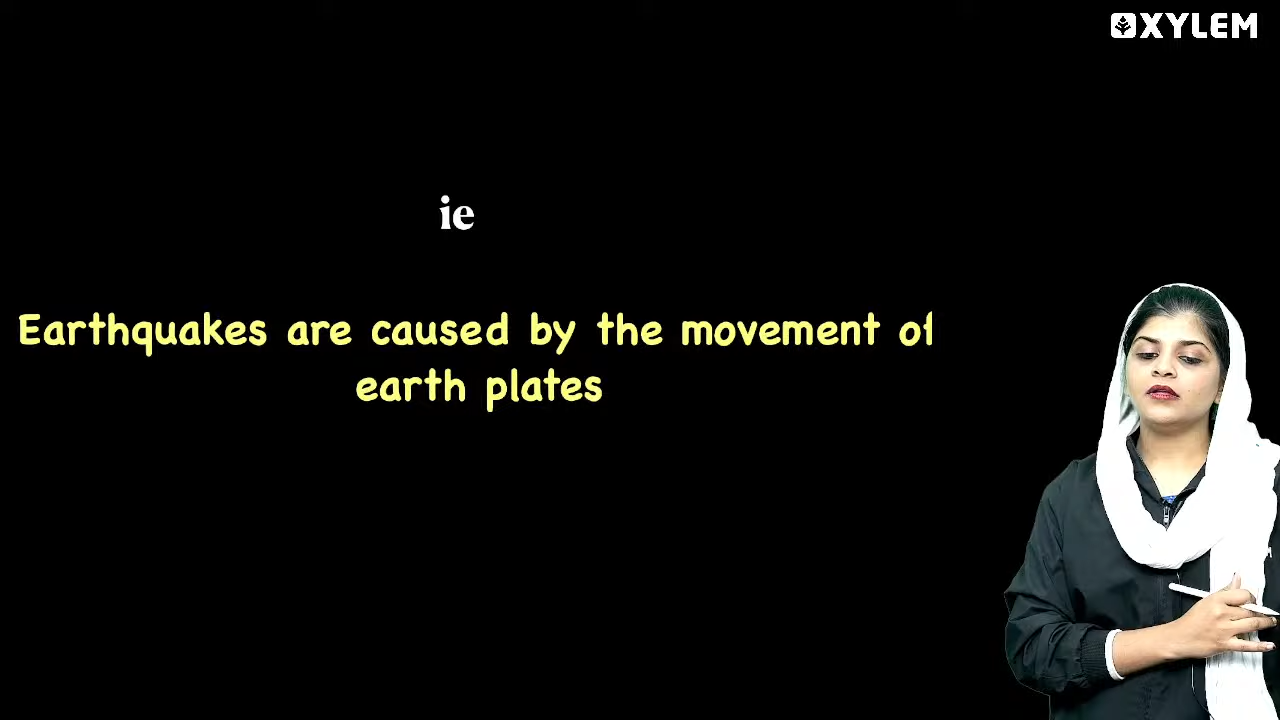 XYLEM
ie
Earthquakes are caused by the movement of
earth plates